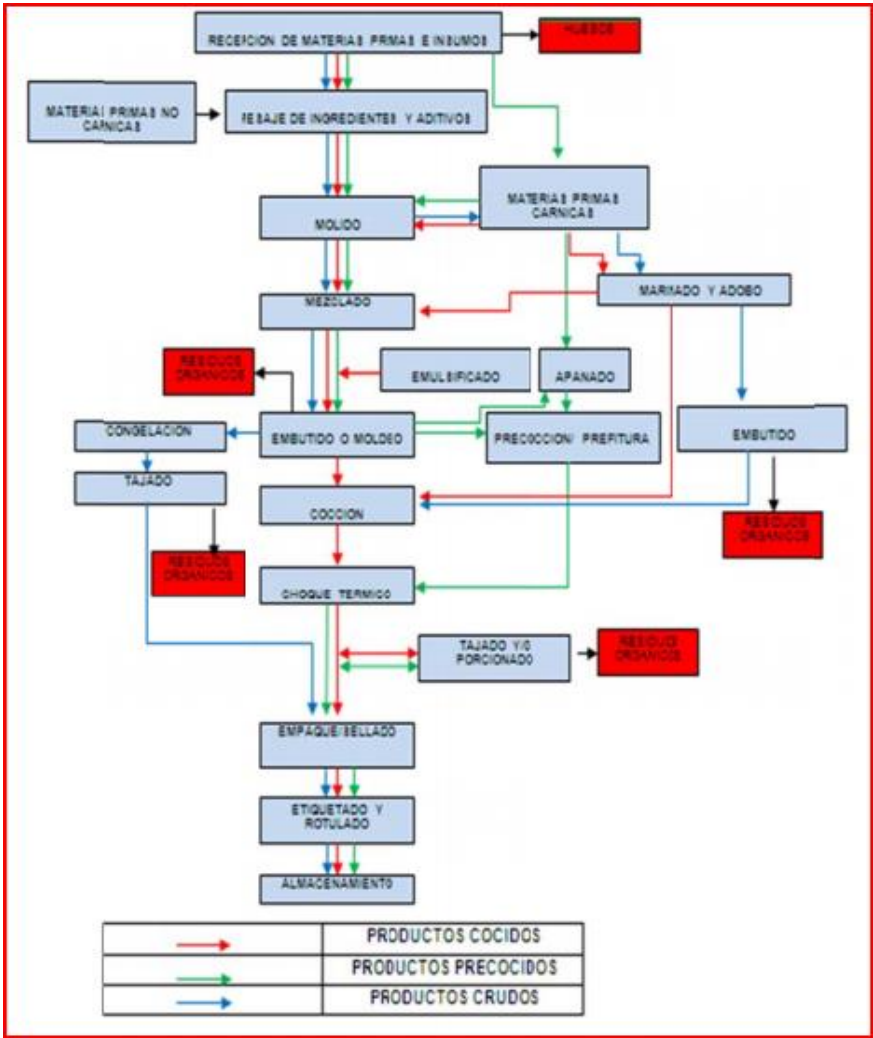 RECEPCION DE MATERIAS PRIMAS E INSUMOS
HUESOS
MATERIAS PRIMAS NO
CARNICAS
PESAJE DE INGREDIENTES Y ADITIVOS
MATERIAS PRIMAS
CARNICAS
MOLIDO
MARINADO Y ADOBO
MEZCLADO
RESIDUOS
ORGANICOS
EMULSIFICADO
APANADO
CONGELACION
EMBUTIDO O MOLDEO
PRECOCCION/ PREFITURA
EMBUTIDO
TAJADO
COCCION
RESIDUOS
ORGANICOS
RESIDUOS
ORGANICOS
CHOQUE TERMICO
TAJADO Y/O
PORCIONADO
RESIDUOS
ORGANICOS
EMPAQUE/SELLADO
ETIQUETADO Y
ROTULADO
ALMACENAMIENTO
PRODUCTOS COCIDOS
PRODUCTOS PRECOCIDOS
PRODUCTOS CRUDOS